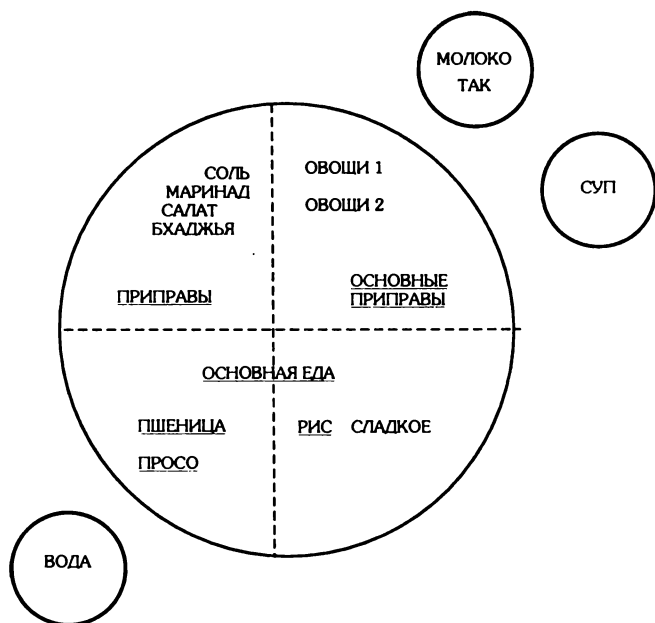 МОЛОКО
ТАК
СУП
СОЛЬ
МАРИНАД
САЛАТ
БХАДЖЬЯ
ОВОЩИ 1
ОВОЩИ 2
ПРИПРАВЫ
ОСНОВНЫЕ
ПРИПРАВЫ
ОСНОВНАЯ ЕДА
ПШЕНИЦА
ПРОСО
РИС СЛАДКОЕ
ВОДА